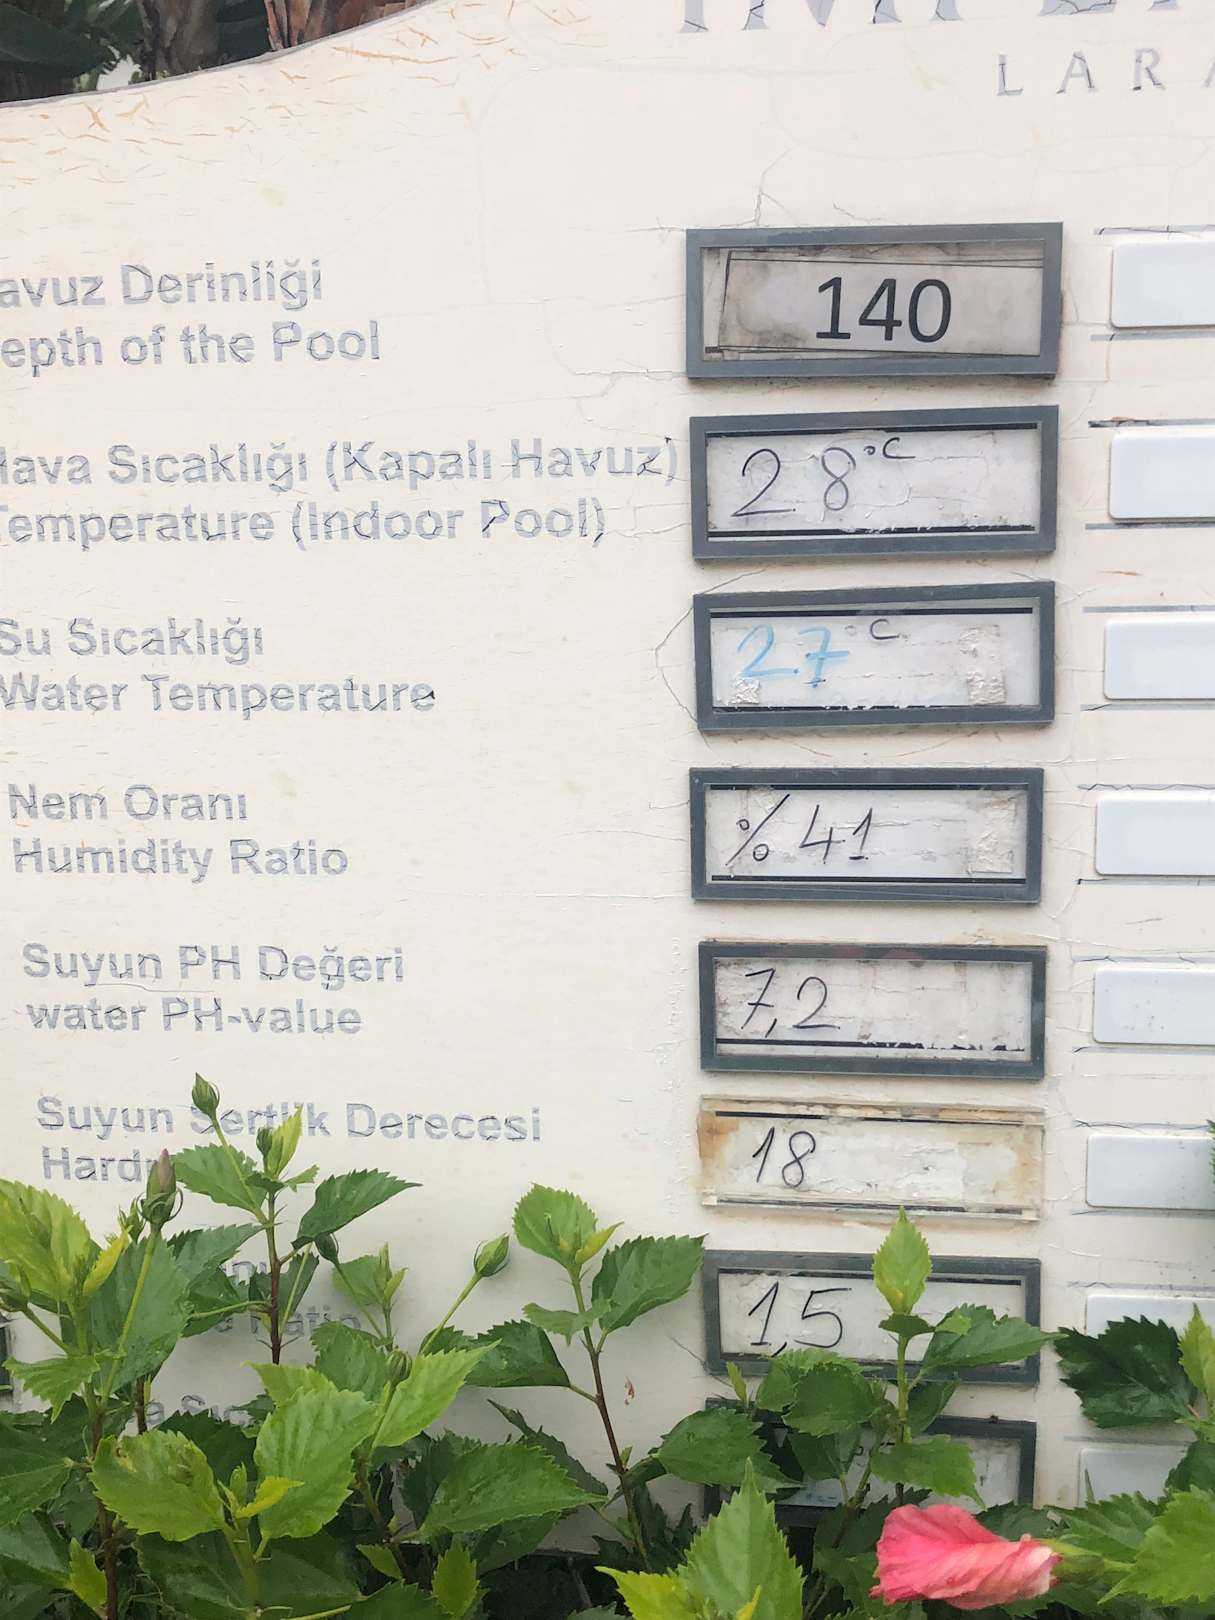 LARA
avuz Derinliği
epth of the Pool
140
Hava Sıcaklığı (Kapalı Havuz)
Temperature (Indoor Pool)
28°C
Su Sıcaklığı
Water Temperature
27°C
Nem Oranı
Humidity Ratio
%41
Suyun PH Değeri
water PH-value
7,2
Suyun Sertlik Derecesi
18
Ratio
1,5
°C